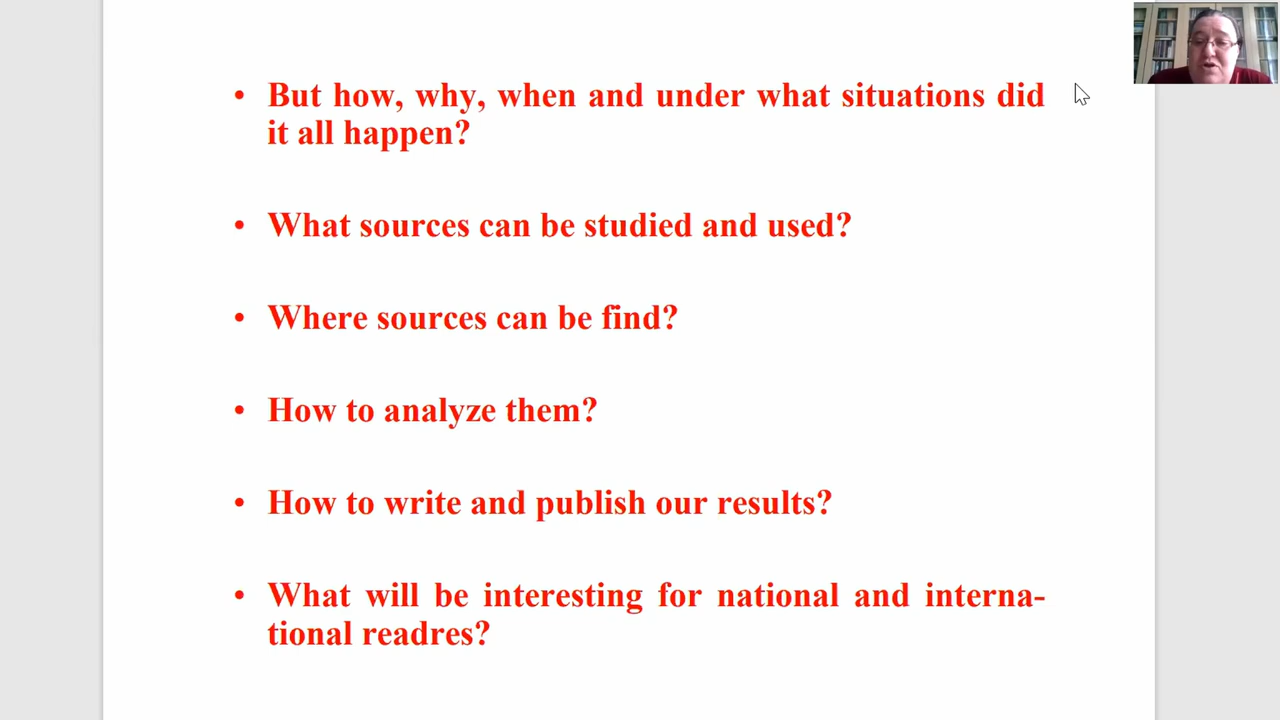 • But how, why, when and under what situations did
it all happen?
• What sources can be studied and used?
• Where sources can be find?
• How to analyze them?
• How to write and publish our results?
• What will be interesting for national and interna-
tional readres?